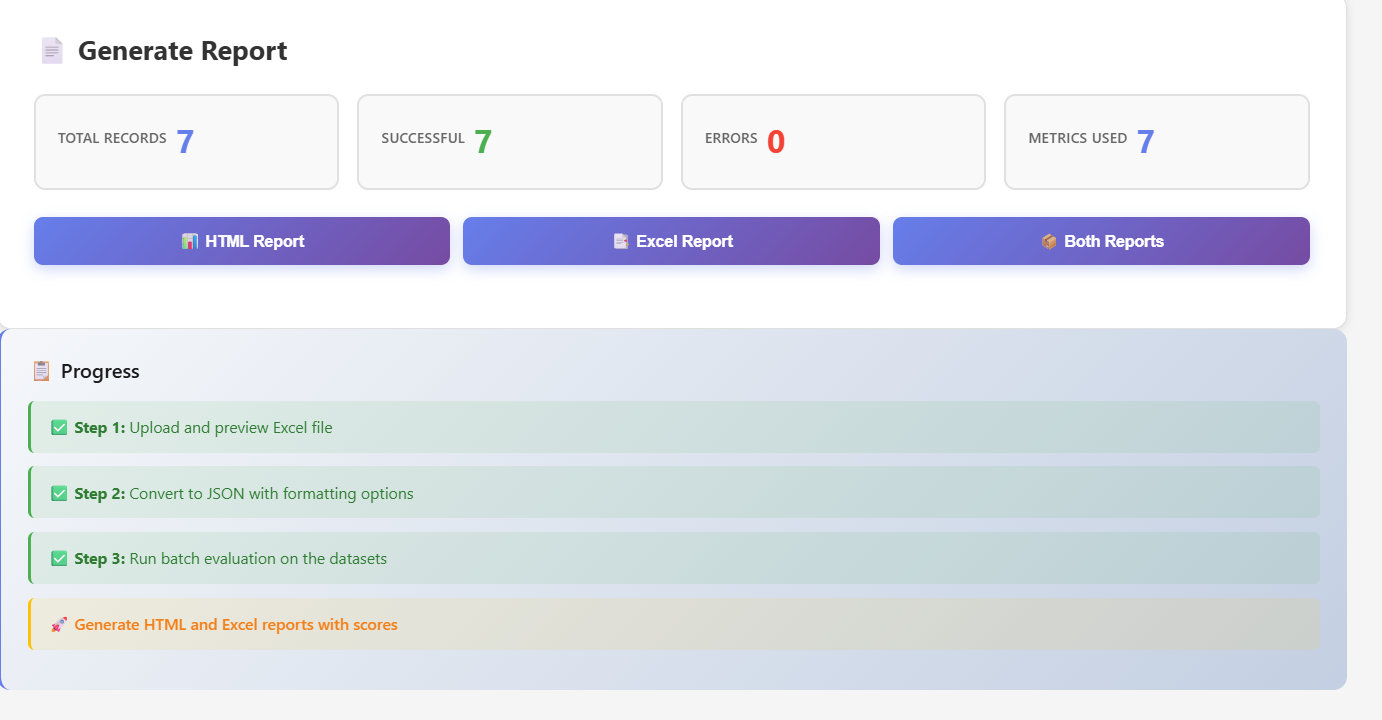 Generate Report
TOTAL RECORDS 7
SUCCESSFUL 7
ERRORS 0
METRICS USED 7
HTML Report
Excel Report
Both Reports
Progress
Step 1: Upload and preview Excel file
Step 2: Convert to JSON with formatting options
Step 3: Run batch evaluation on the datasets
Generate HTML and Excel reports with scores